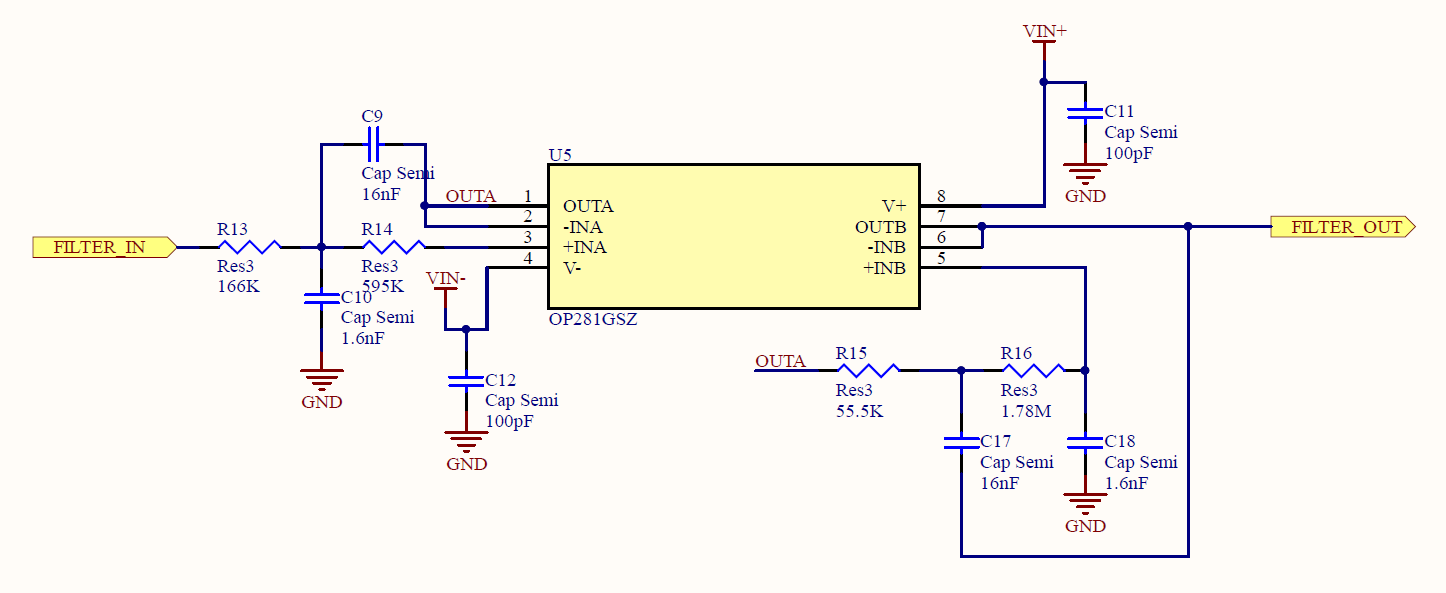 VIN+
C9
C11
Cap Semi
100pF
GND
Cap Semi
16nF
U5
OUTA
1
2
3
4
OUTA
-INA
+INA
V-
V+
OUTB
-INB
+INB
8
7
6
5
FILTER_IN
R13
Res3
166K
R14
Res3
595K
FILTER_OUT
C10
Cap Semi
1.6nF
GND
VIN-
OP281GSZ
C12
Cap Semi
100pF
GND
OUTA
R15
Res3
55.5K
R16
Res3
1.78M
C17
Cap Semi
16nF
C18
Cap Semi
1.6nF
GND